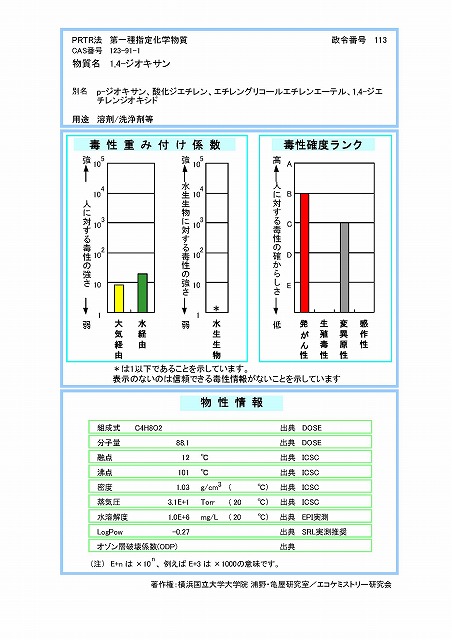 PRTR法 第一種指定化学物質 政令番号 113
CAS番号 123-91-1
物質名 1,4-ジオキサン
別名 p-ジオキサン、酸化ジエチレン、エチレングリコールエチレンエーテル、1,4-ジエ
チレンジオキシド
用途 溶剤/洗浄剤等
毒性重み付け係数
強
人に対する毒性の強さ
弱
10^5
10^4
10^3
10^2
10
1
大気経由
水経由
強
水生生物に対する毒性の強さ
弱
10^5
10^4
10^3
10^2
10
1
*
水生生物
毒性確度ランク
高
人に対する毒性の確からしさ
低
A
B
C
D
E
発がん性
生殖毒性
変異原性
感作性
*は1以下であることを示しています。
表示のないのは信頼できる毒性情報がないことを示しています
物性情報
組成式 C4H8O2 出典 DOSE
分子量 88.1 出典 DOSE
融点 12 ℃ 出典 ICSC
沸点 101 ℃ 出典 ICSC
密度 1.03 g/cm³ ( ℃) 出典 ICSC
蒸気圧 3.1E+1 Torr (20 ℃) 出典 ICSC
水溶解度 1.0E+6 mg/L (20 ℃) 出典 EPI実測
LogPow -0.27 出典 SRL実測推奨
オゾン層破壊係数(ODP) 出典
(注) E+n は ×10^n、例えば E+3 は ×1000の意味です。
著作権:横浜国立大学大学院 浦野・亀屋研究室/エコケミストリー研究会